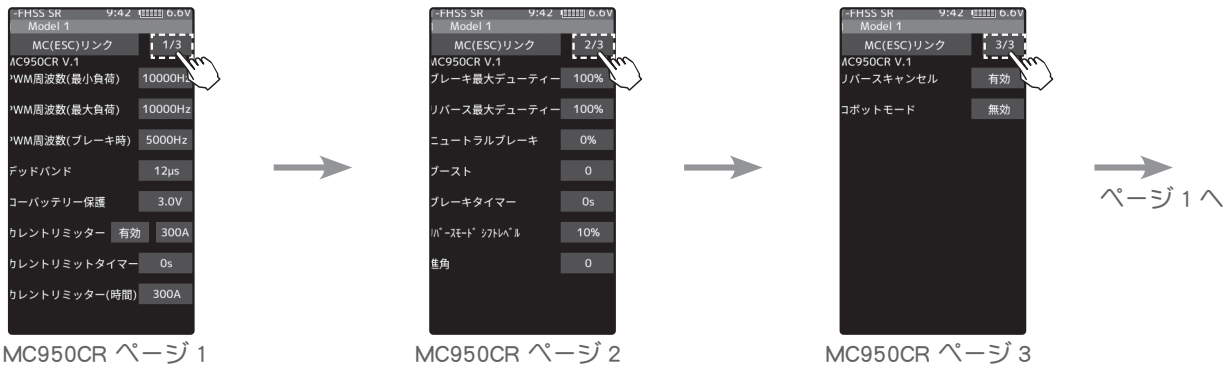 -FHSS SR 9:42 6.6V
Model 1
MC(ESC)リンク 1/3
MC950CR V.1
PWM周波数(最小負荷) 10000Hz
PWM周波数(最大負荷) 10000Hz
PWM周波数(ブレーキ時) 5000Hz
デッドバンド 12µs
ローバッテリー保護 3.0V
カレントリミッター 有効 300A
カレントリミットタイマー 0s
カレントリミッター(時間) 300A
MC950CR ページ 1
-FHSS SR 9:42 6.6V
Model 1
MC(ESC)リンク 2/3
MC950CR V.1
ブレーキ最大デューティー 100%
リバース最大デューティー 100%
ニュートラルブレーキ 0%
ブースト 0
ブレーキタイマー 0s
ﾘﾊﾞｰｽﾓｰﾄﾞ ｼﾌﾄﾚﾍﾞﾙ 10%
進角 0
MC950CR ページ 2
-FHSS SR 9:42 6.6V
Model 1
MC(ESC)リンク 3/3
MC950CR V.1
リバースキャンセル 有効
ロボットモード 無効
MC950CR ページ 3
ページ 1 へ